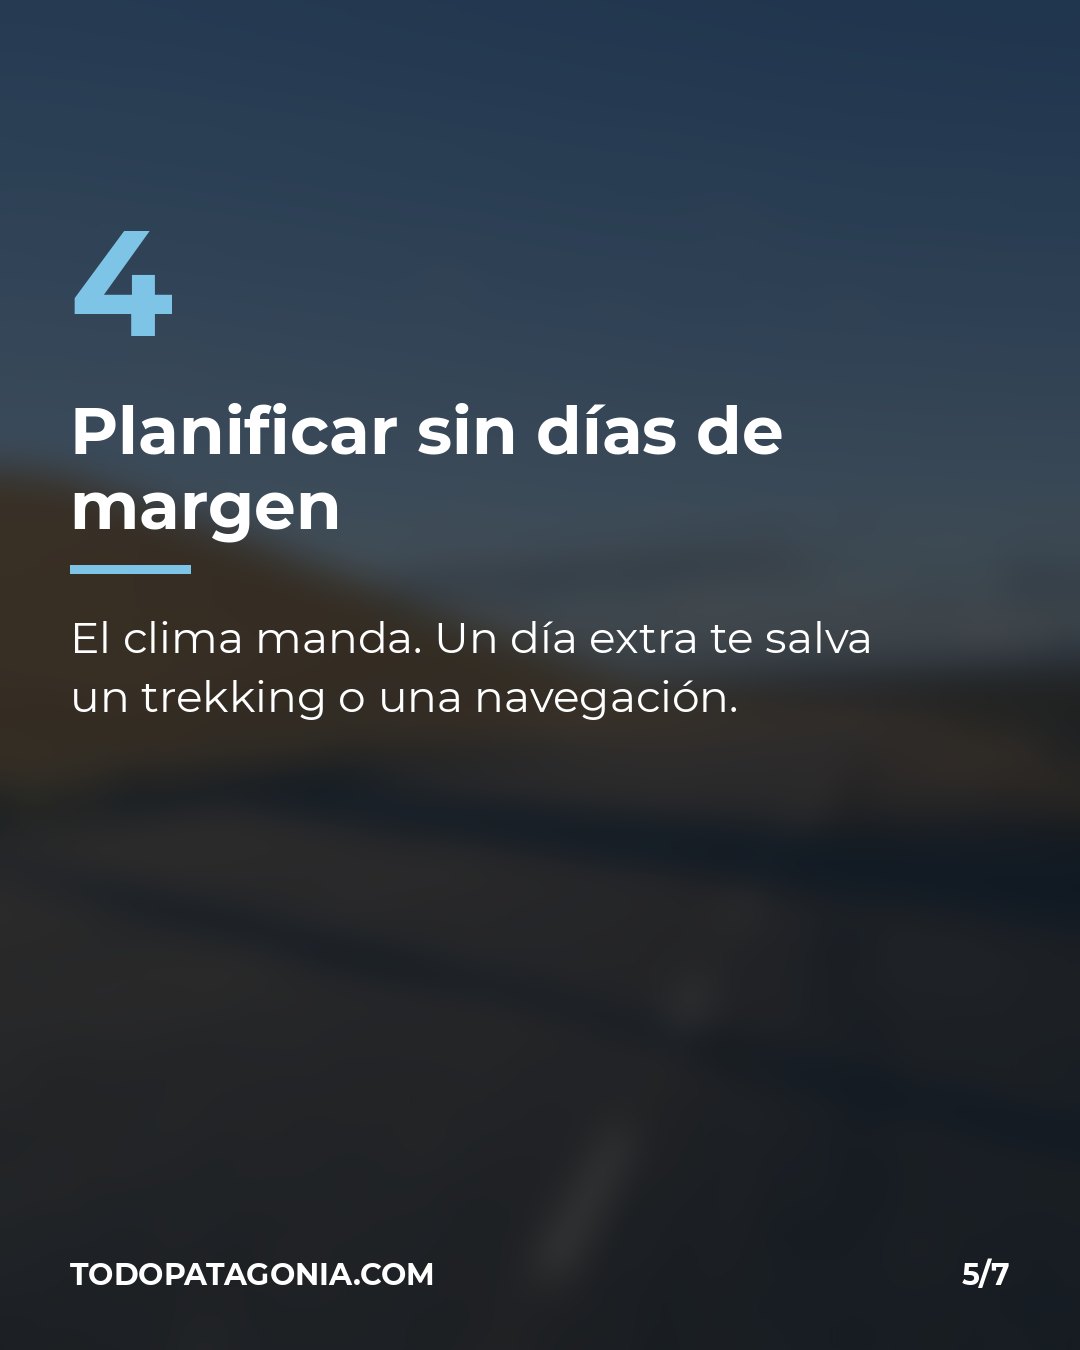 4
Planificar sin días de
margen
El clima manda. Un día extra te salva
un trekking o una navegación.
TODOPATAGONIA.COM
5/7